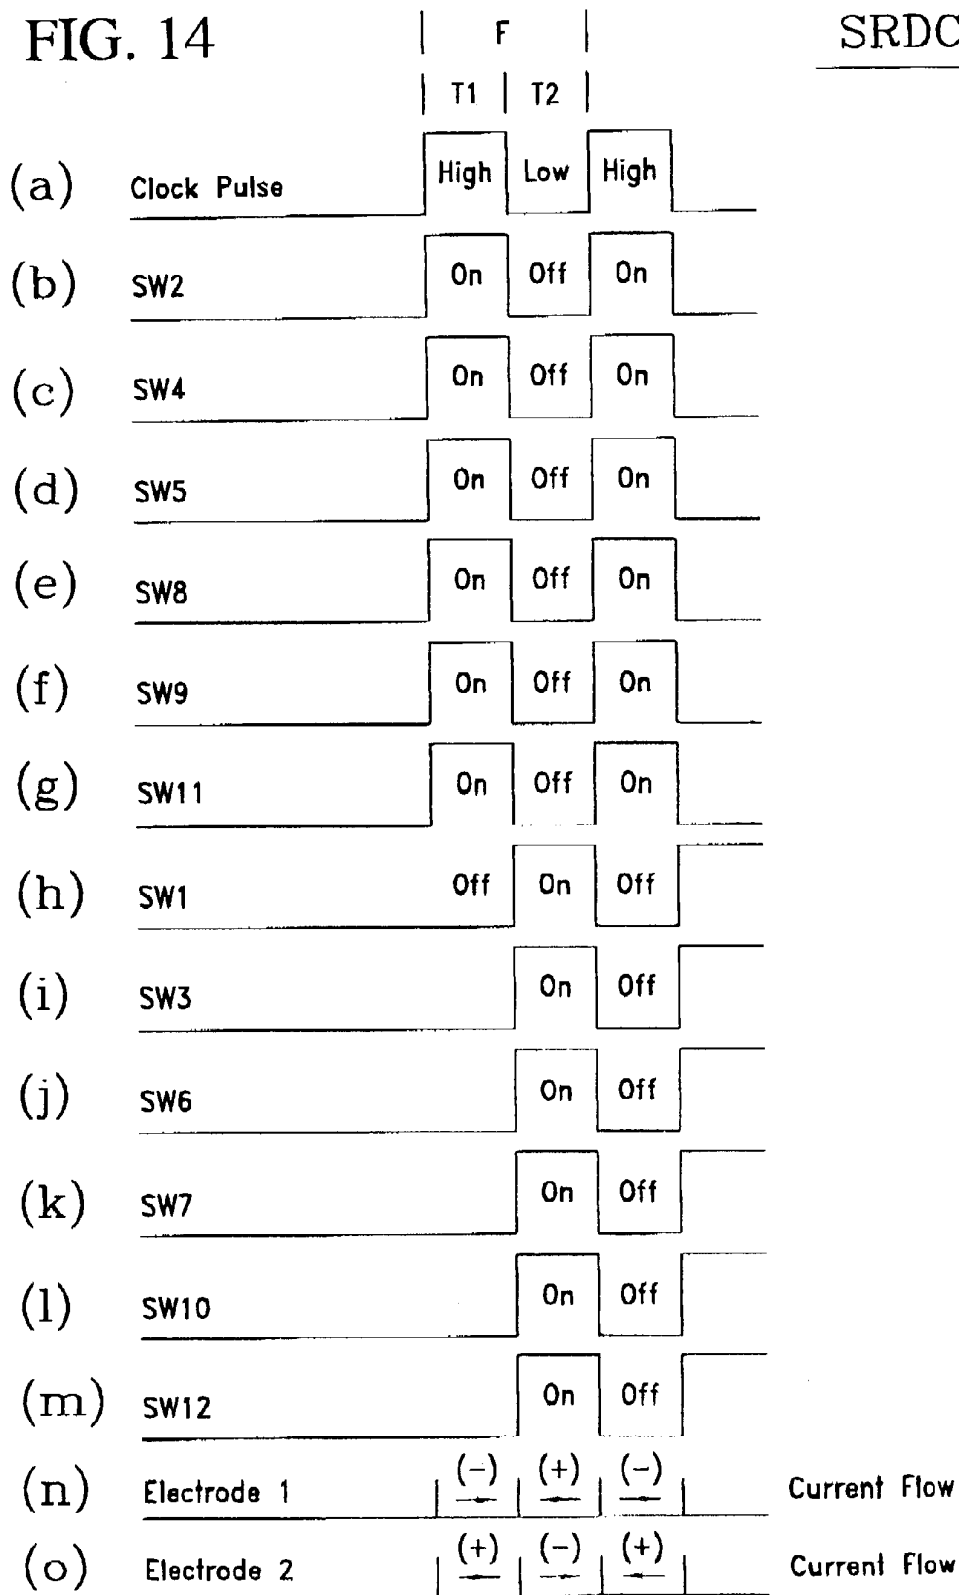 FIG. 14
F
SRDC
T1 T2
(a) Clock Pulse High Low High
(b) SW2 On Off On
(c) SW4 On Off On
(d) SW5 On Off On
(e) SW8 On Off On
(f) SW9 On Off On
(g) SW11 On Off On
(h) SW1 Off On Off
(i) SW3 On Off
(j) SW6 On Off
(k) SW7 On Off
(l) SW10 On Off
(m) SW12 On Off
(n) Electrode 1 (-) (+) (-) Current Flow
(o) Electrode 2 (+) (-) (+) Current Flow